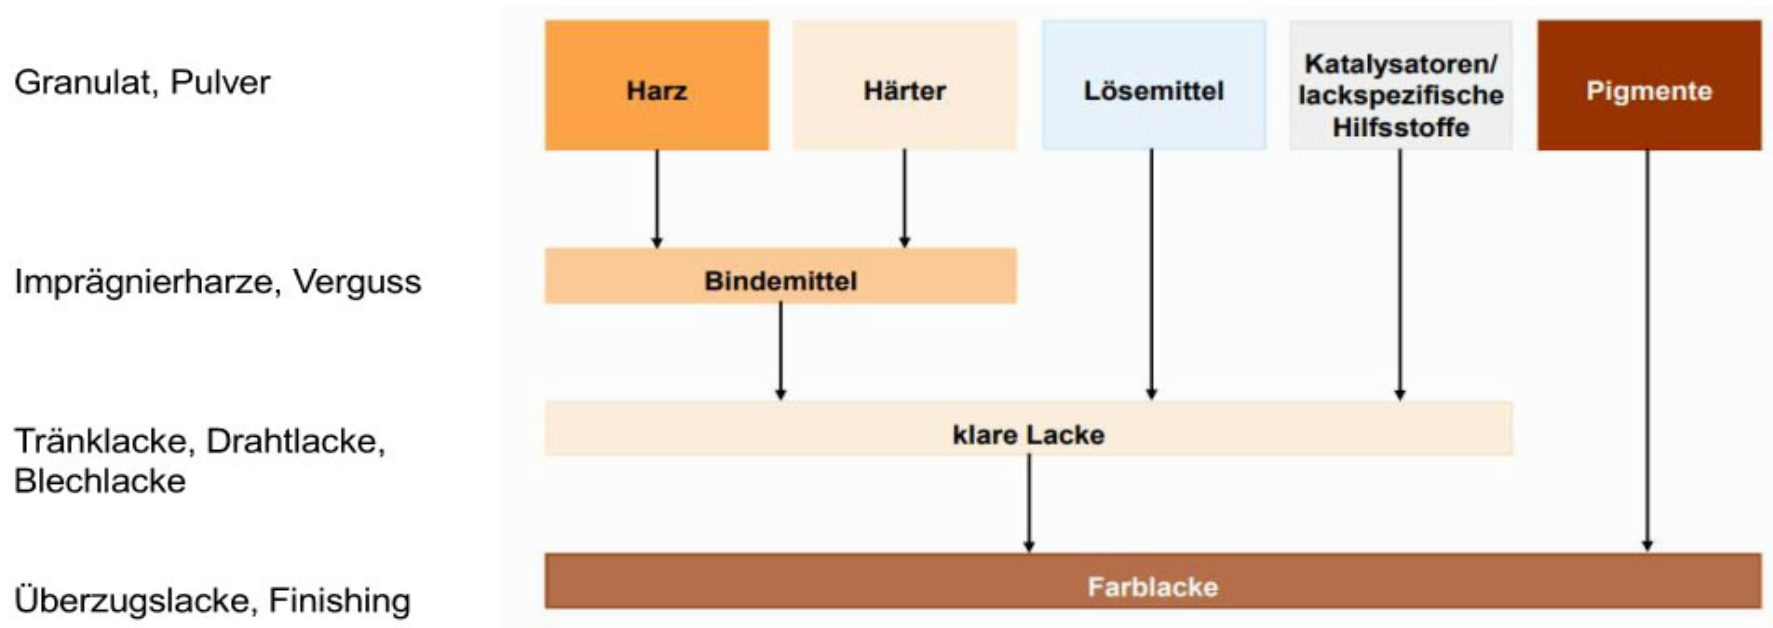 Granulat, Pulver
Harz
Härter
Lösemittel
Katalysatoren/
lackspezifische
Hilfsstoffe
Pigmente
Imprägnierharze, Verguss
Bindemittel
Tränklacke, Drahtlacke,
Blechlacke
klare Lacke
Überzugslacke, Finishing
Farblacke